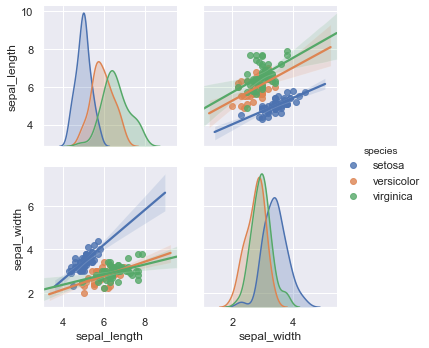 10
8
6
4
sepal_length
6
4
2
sepal_width
4 6 8
sepal_length
2 4
sepal_width
species
setosa
versicolor
virginica